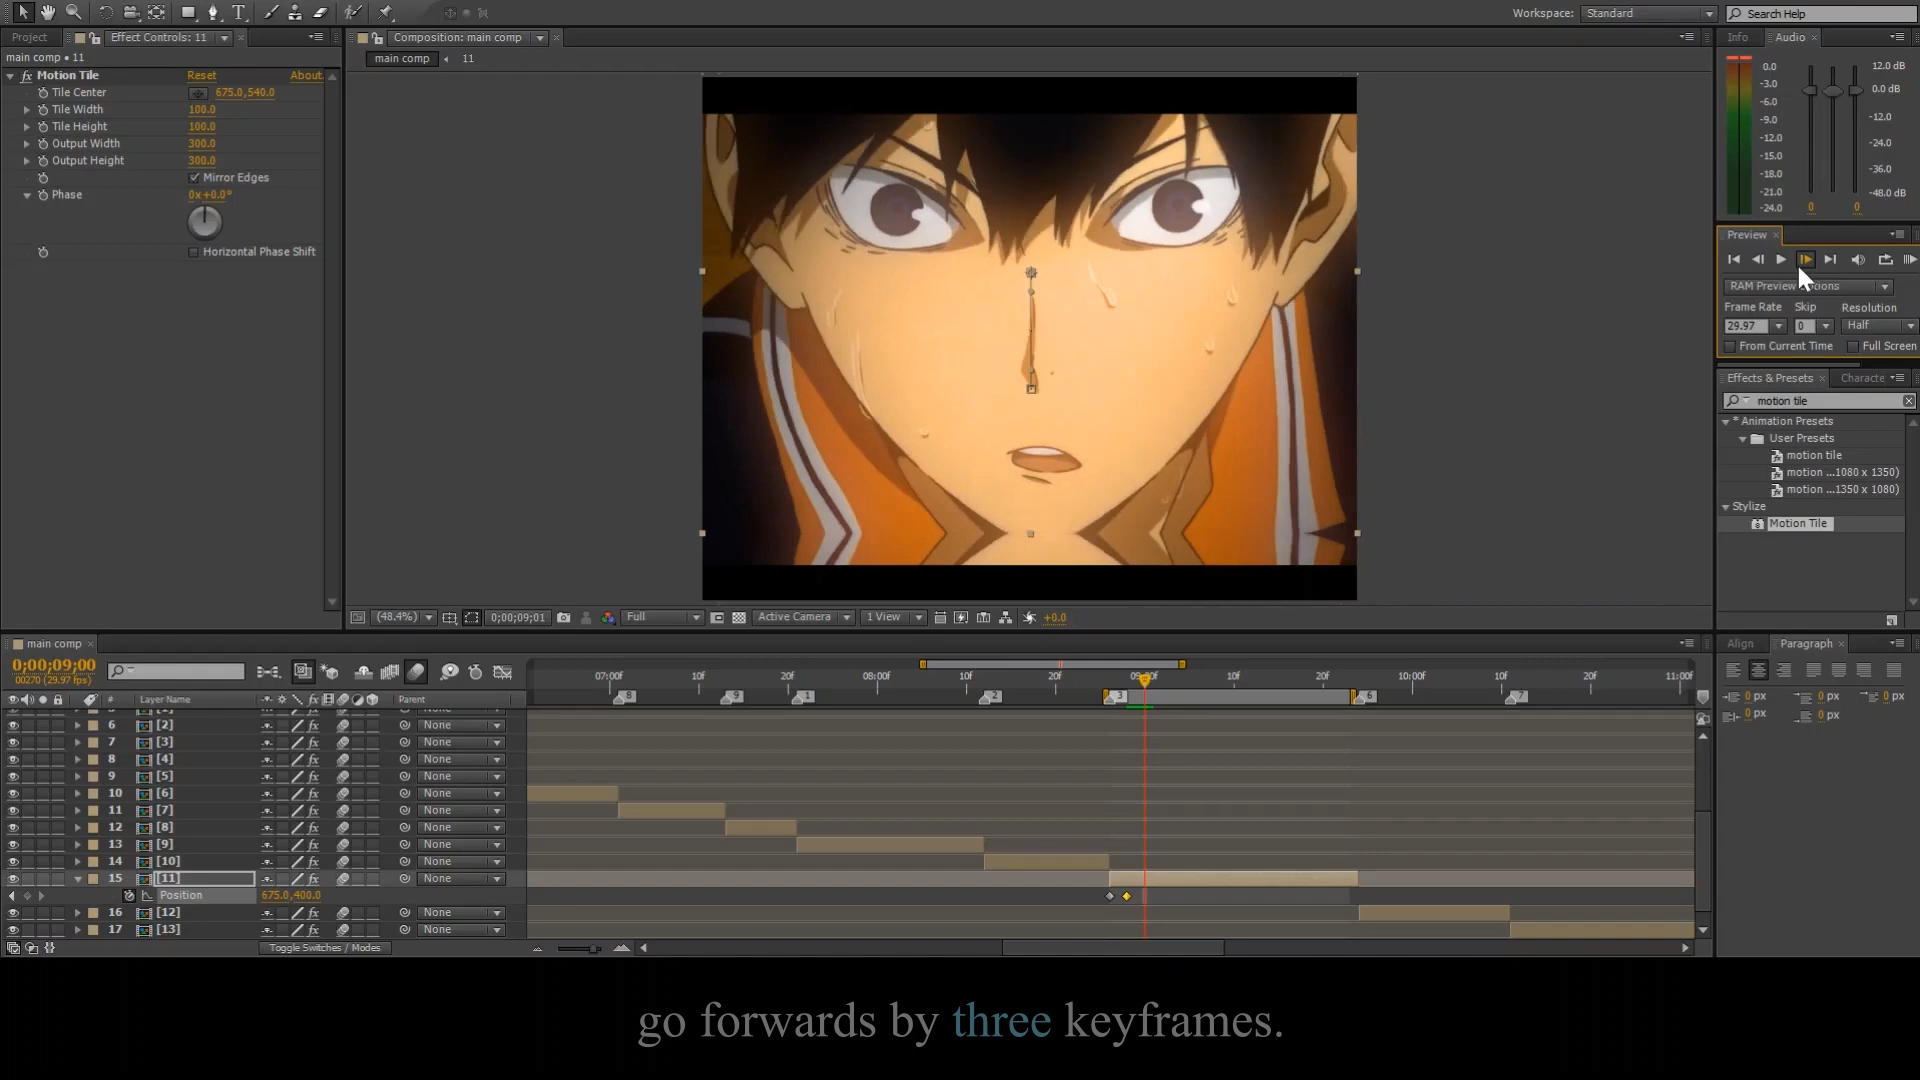 Workspace: Standard Search Help
Project Effect Controls: 11 Composition: main comp Info Audio
main comp • 11 main comp 11
Motion Tile Reset About.
Tile Center 675.0,540.0
Tile Width 100.0
Tile Height 100.0
Output Width 300.0
Output Height 300.0
Mirror Edges
Phase 0x+0.0°
Horizontal Phase Shift
0.0 12.0 dB
-3.0 0.0 dB
-6.0
-9.0 -12.0
-12.0 -24.0
-15.0
-18.0 -36.0
-21.0 -48.0 dB
-24.0 0 0
Preview
RAM Preview
Frame Rate Skip Resolution
29.97 0 Half
From Current Time Full Screen
Effects & Presets Characte
motion tile
* Animation Presets
User Presets
motion tile
motion ...1080 x 1350)
motion ...1350 x 1080)
Stylize
Motion Tile
(48.4%) 0;00;09;01 Full Active Camera 1 View +0.0
main comp Align Paragraph
0;00;09;00
00270 (29.97 fps)
07:00f 10f 20f 08:00f 10f 20f 10f 20f 10:00f 10f 20f 11:00f
# Layer Name Parent 8 9 1 2 3 6 7
0 px 0 px 0 px
0 px 0 px
6 [2] None
7 [3] None
8 [4] None
9 [5] None
10 [6] None
11 [7] None
12 [8] None
13 [9] None
14 [10] None
15 [11] None
Position 675.0,400.0
16 [12] None
17 [13] None
Toggle Switches / Modes
go forwards by three keyframes.